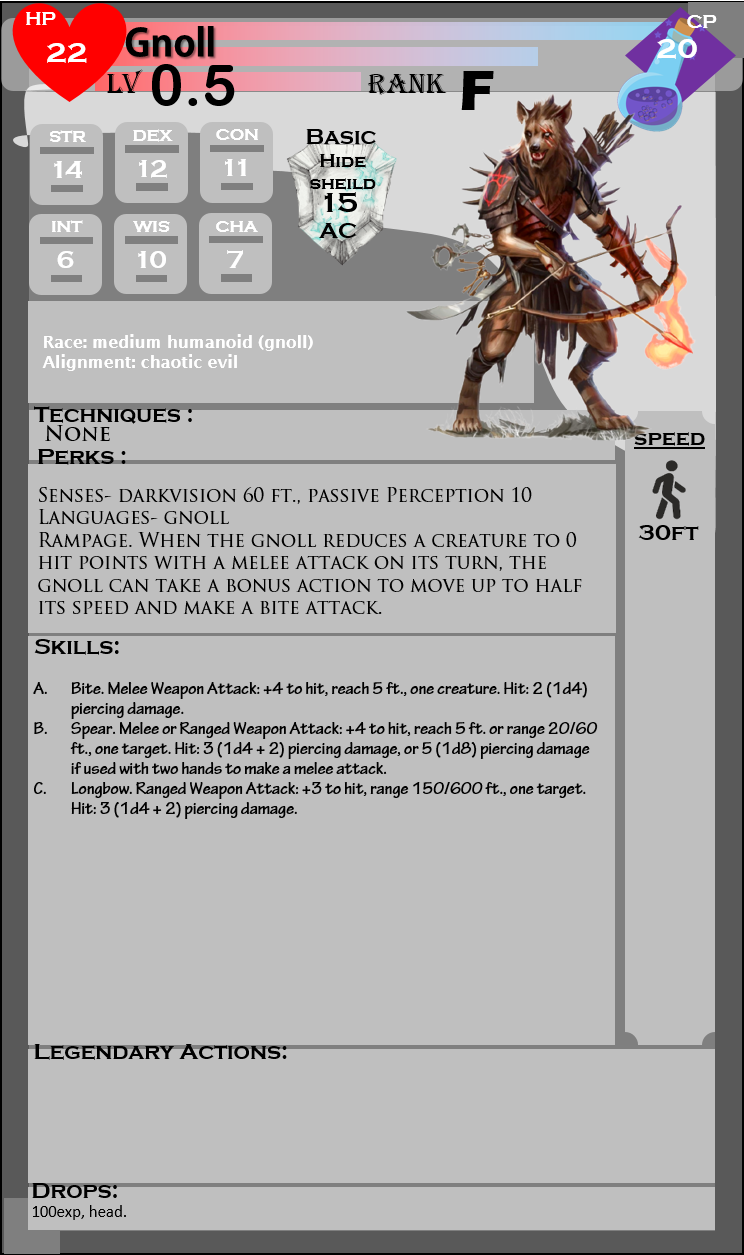 HP
22
Gnoll
CP
20
LV 0.5
RANK F
STR
14
DEX
12
CON
11
INT
6
WIS
10
CHA
7
Basic
Hide
sheild
15
AC
Race: medium humanoid (gnoll)
Alignment: chaotic evil
Techniques :
None
Perks :
Senses- darkvision 60 ft., passive Perception 10
Languages- gnoll
Rampage. When the gnoll reduces a creature to 0
hit points with a melee attack on its turn, the
gnoll can take a bonus action to move up to half
its speed and make a bite attack.
SPEED
30FT
Skills:
A. Bite. Melee Weapon Attack: +4 to hit, reach 5 ft., one creature. Hit: 2 (1d4)
piercing damage.
B. Spear. Melee or Ranged Weapon Attack: +4 to hit, reach 5 ft. or range 20/60
ft., one target. Hit: 3 (1d4 + 2) piercing damage, or 5 (1d8) piercing damage
if used with two hands to make a melee attack.
C. Longbow. Ranged Weapon Attack: +3 to hit, range 150/600 ft., one target.
Hit: 3 (1d4 + 2) piercing damage.
Legendary Actions:
Drops:
100exp, head.